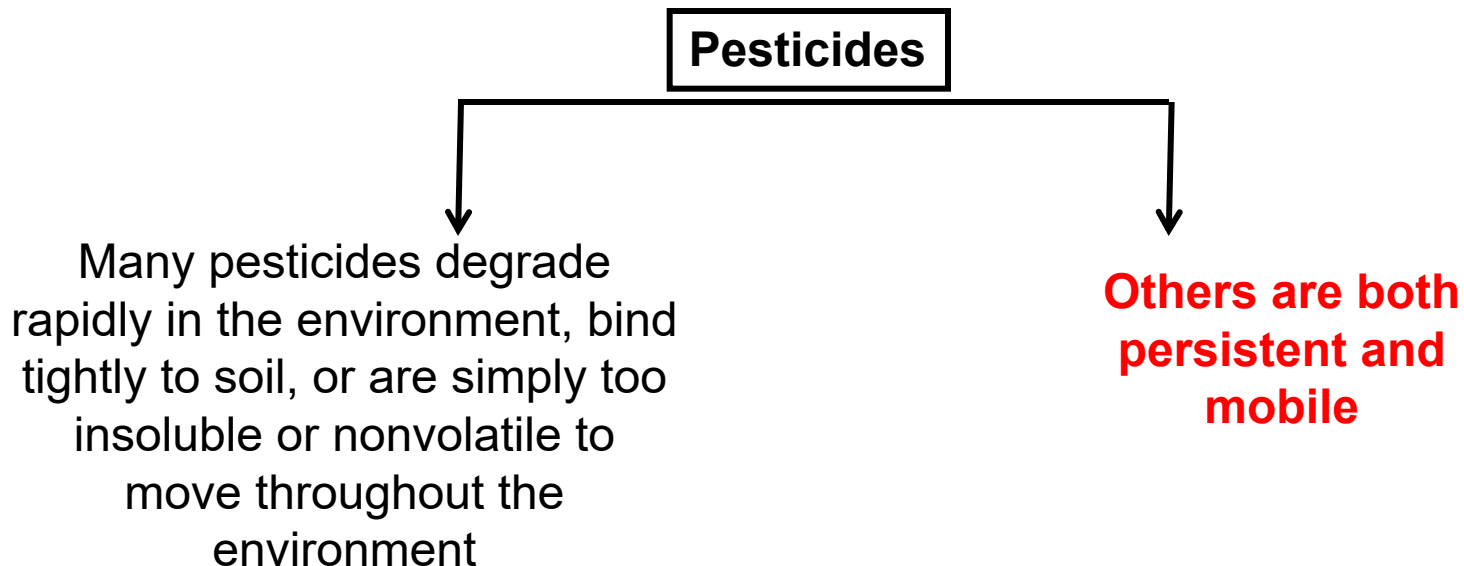 Pesticides
Many pesticides degrade
rapidly in the environment, bind
tightly to soil, or are simply too
insoluble or nonvolatile to
move throughout the
environment
Others are both
persistent and
mobile